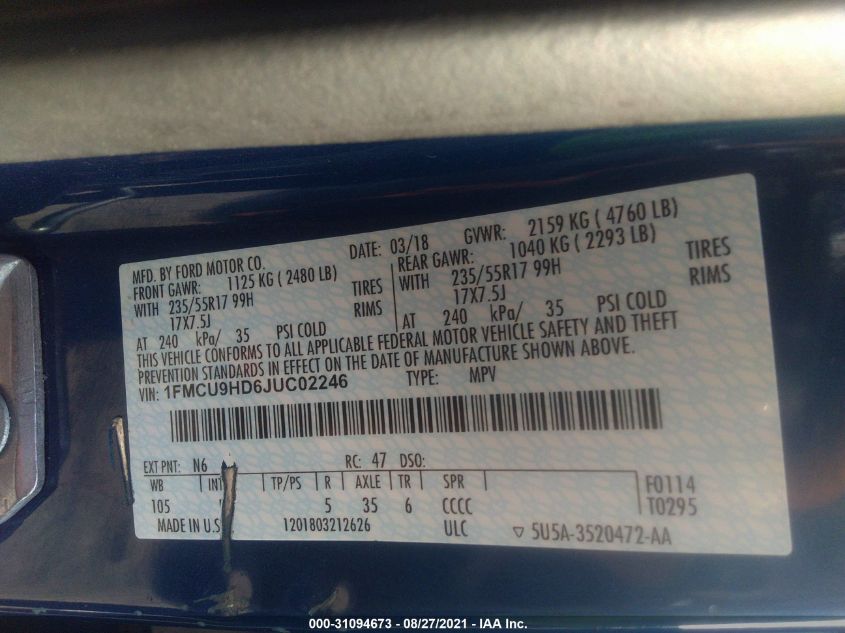 MFD. BY FORD MOTOR CO.
DATE: 03/18 GVWR: 2159 KG ( 4760 LB)
FRONT GAWR: 1125 KG ( 2480 LB) REAR GAWR: 1040 KG ( 2293 LB)
WITH 235/55R17 99H TIRES WITH 235/55R17 99H TIRES
17X7.5J RIMS 17X7.5J RIMS
AT 240 kPa/ 35 PSI COLD AT 240 kPa/ 35 PSI COLD
THIS VEHICLE CONFORMS TO ALL APPLICABLE FEDERAL MOTOR VEHICLE SAFETY AND THEFT
PREVENTION STANDARDS IN EFFECT ON THE DATE OF MANUFACTURE SHOWN ABOVE.
VIN: 1FMCU9HD6JUC02246 TYPE: MPV
EXT PNT: N6 RC: 47 DSO:
WB INT TP/PS R AXLE TR SPR F0114
105 5 35 6 CCCC T0295
MADE IN U.S 1201803212626 ULC ▽ 5U5A-3520472-AA
000-31094673 - 08/27/2021 - IAA Inc.